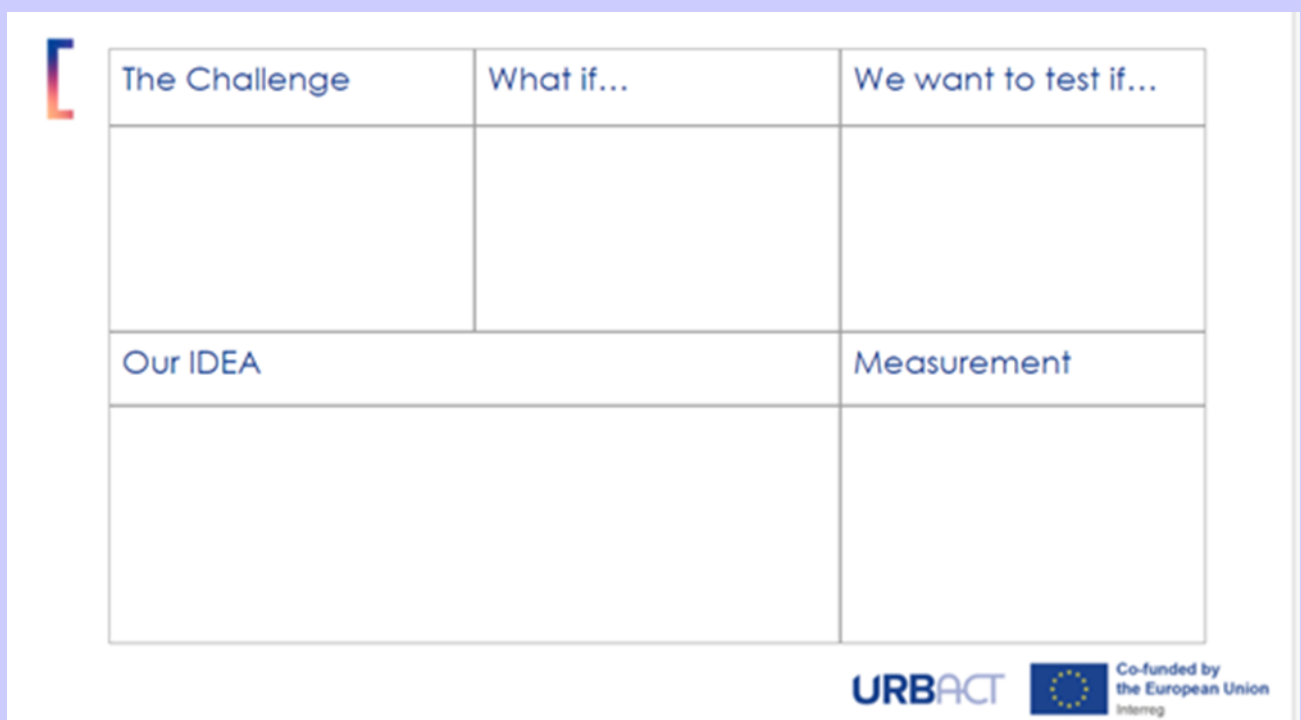 The Challenge
What if...
We want to test if...
Our IDEA
Measurement
URBACT
Co-funded by
the European Union
Interreg